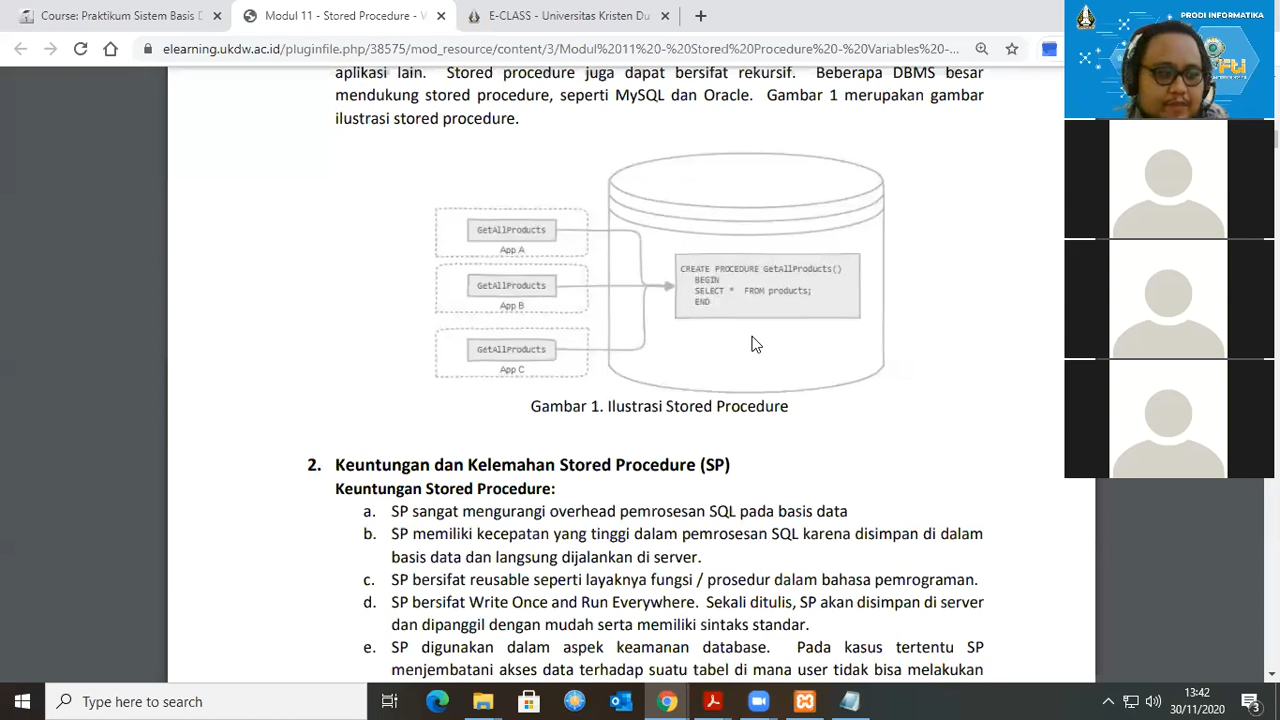 Course: Praktikum Sistem Basis D
Modul 11 - Stored Procedure - V
E-CLASS - Universitas Kristen Du
elearning.ukdw.ac.id/pluginfile.php/38575/mod_resource/content/3/Modul%2011%20-%20Stored%20Procedure%20-%20Variables%20-...
PRODI INFORMATIKA
fti
aplikasi lain. Stored procedure juga dapat bersifat rekursif. Beberapa DBMS besar
mendukung stored procedure, seperti MySQL dan Oracle. Gambar 1 merupakan gambar
ilustrasi stored procedure.
GetAllProducts
App A
GetAllProducts
App B
GetAllProducts
App C
CREATE PROCEDURE GetAllProducts()
BEGIN
SELECT * FROM products;
END
Gambar 1. Ilustrasi Stored Procedure
2. Keuntungan dan Kelemahan Stored Procedure (SP)
Keuntungan Stored Procedure:
a. SP sangat mengurangi overhead pemrosesan SQL pada basis data
b. SP memiliki kecepatan yang tinggi dalam pemrosesan SQL karena disimpan di dalam
basis data dan langsung dijalankan di server.
c. SP bersifat reusable seperti layaknya fungsi / prosedur dalam bahasa pemrograman.
d. SP bersifat Write Once and Run Everywhere. Sekali ditulis, SP akan disimpan di server
dan dipanggil dengan mudah serta memiliki sintaks standar.
e. SP digunakan dalam aspek keamanan database. Pada kasus tertentu SP
menjembatani akses data terhadap suatu tabel di mana user tidak bisa melakukan
Type here to search
13:42
30/11/2020
3